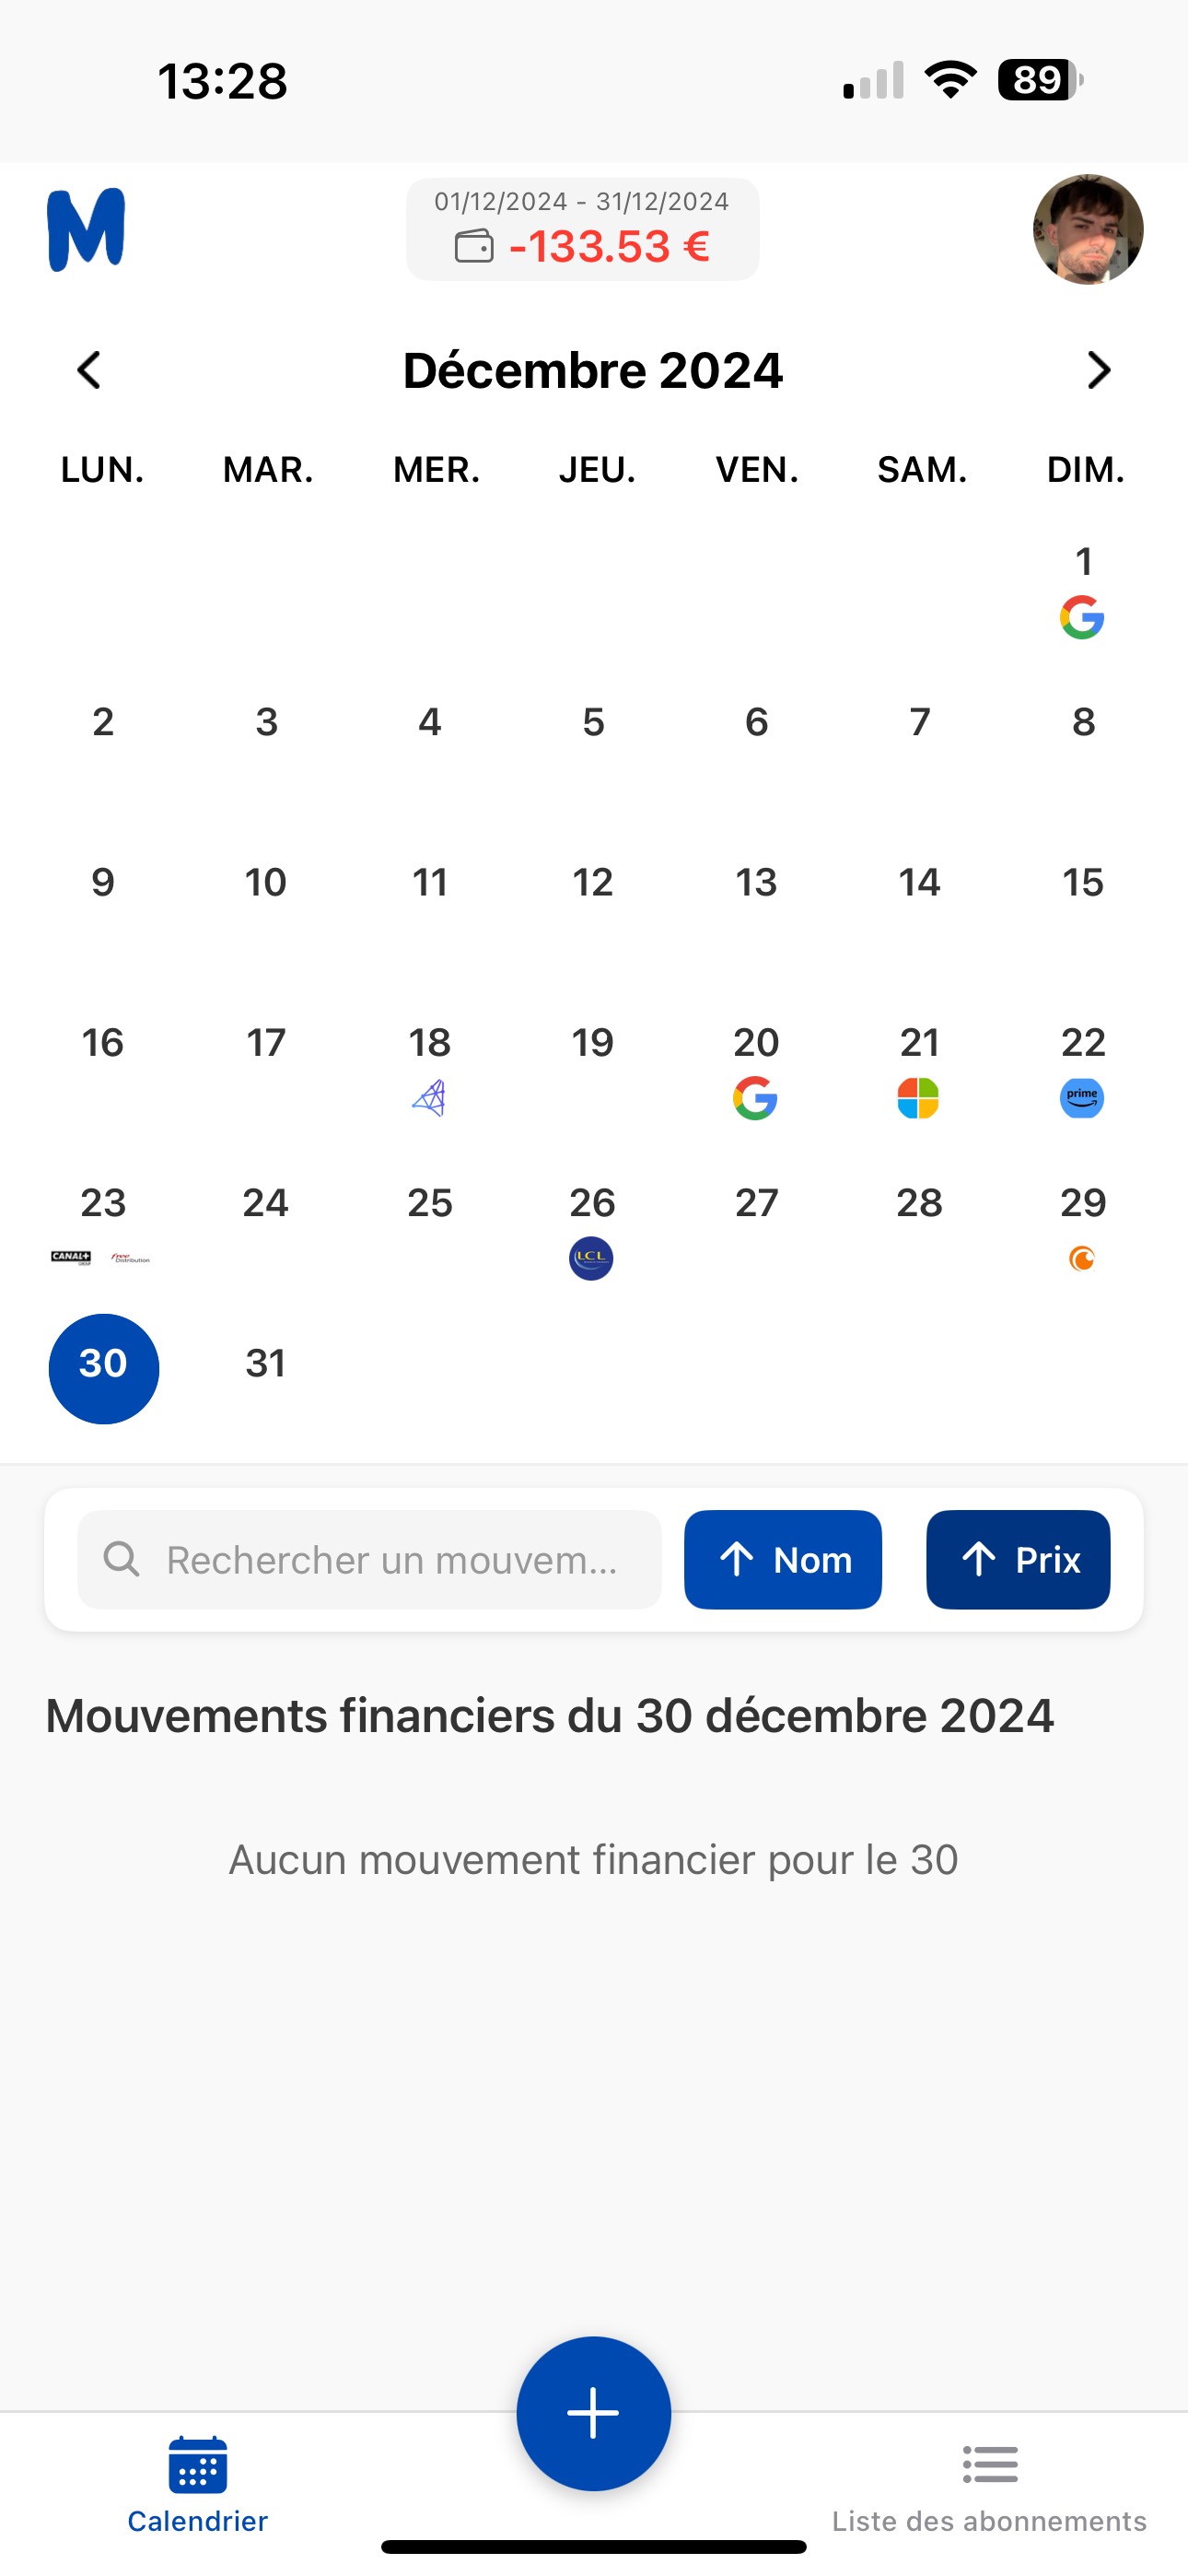 13:28
89
M
01/12/2024 - 31/12/2024
-133.53 €
Décembre 2024
LUN. MAR. MER. JEU. VEN. SAM. DIM.
1
G
2 3 4 5 6 7 8
9 10 11 12 13 14 15
16 17 18 19 20 21 22
G prime
23 24 25 26 27 28 29
CANAL+ GROUP free Distribution LCL
30 31
Rechercher un mouvem...
Nom
Prix
Mouvements financiers du 30 décembre 2024
Aucun mouvement financier pour le 30
Calendrier
Liste des abonnements